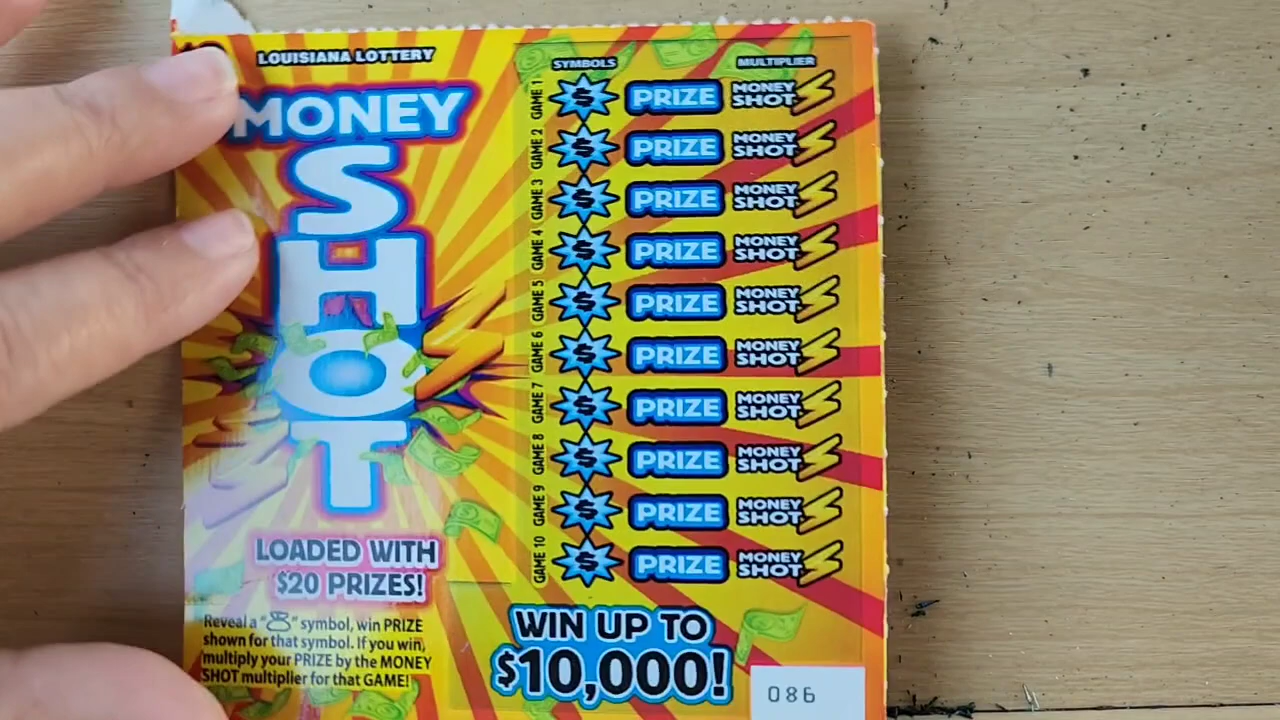 LOUISIANA LOTTERY
MONEY
SHOT
LOADED WITH
$20 PRIZES!
Reveal a " " symbol, win PRIZE
shown for that symbol. If you win,
multiply your PRIZE by the MONEY
SHOT multiplier for that GAME!
SYMBOLS MULTIPLIER
GAME 1 $ PRIZE MONEY SHOT
GAME 2 $ PRIZE MONEY SHOT
GAME 3 $ PRIZE MONEY SHOT
GAME 4 $ PRIZE MONEY SHOT
GAME 5 $ PRIZE MONEY SHOT
GAME 6 $ PRIZE MONEY SHOT
GAME 7 $ PRIZE MONEY SHOT
GAME 8 $ PRIZE MONEY SHOT
GAME 9 $ PRIZE MONEY SHOT
GAME 10 $ PRIZE MONEY SHOT
WIN UP TO
$10,000!
086